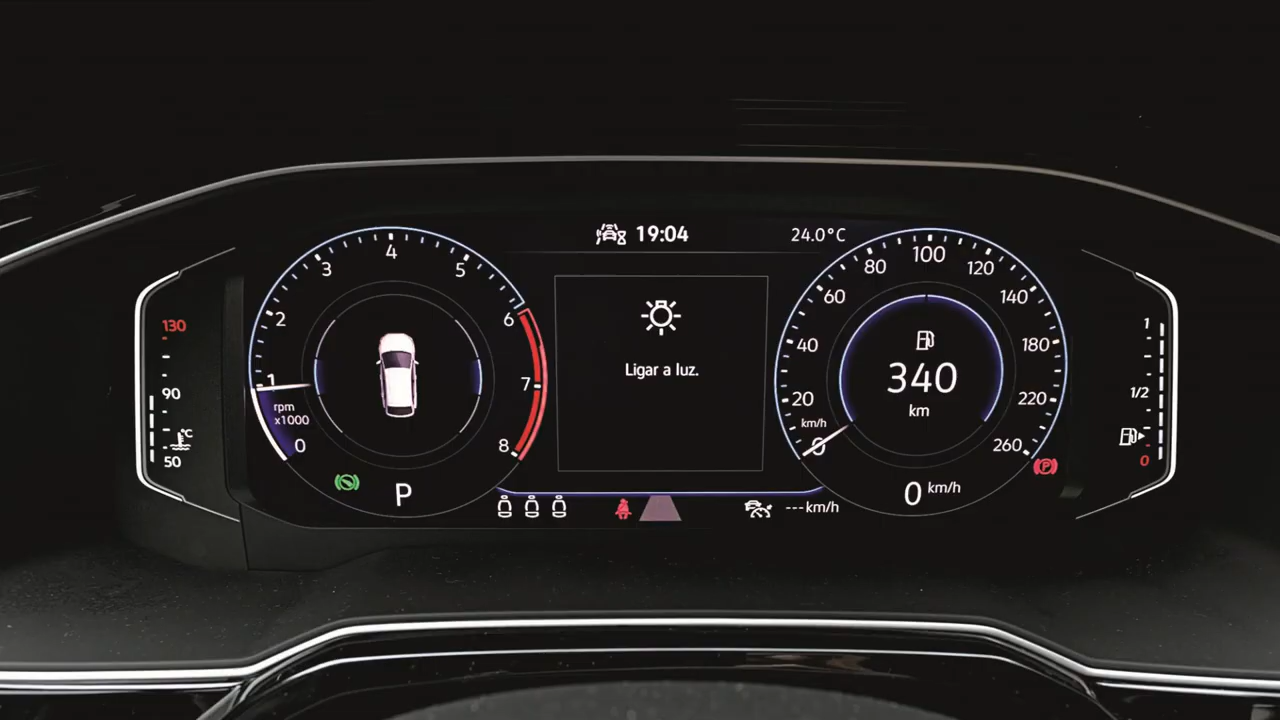 19:04
24.0°C
130
90
°C
50
0
1
2
3
4
5
6
7
8
rpm
x1000
P
Ligar a luz.
---km/h
0
20
40
60
80
100
120
140
180
220
260
km/h
340
km
0 km/h
P
1
1/2
0